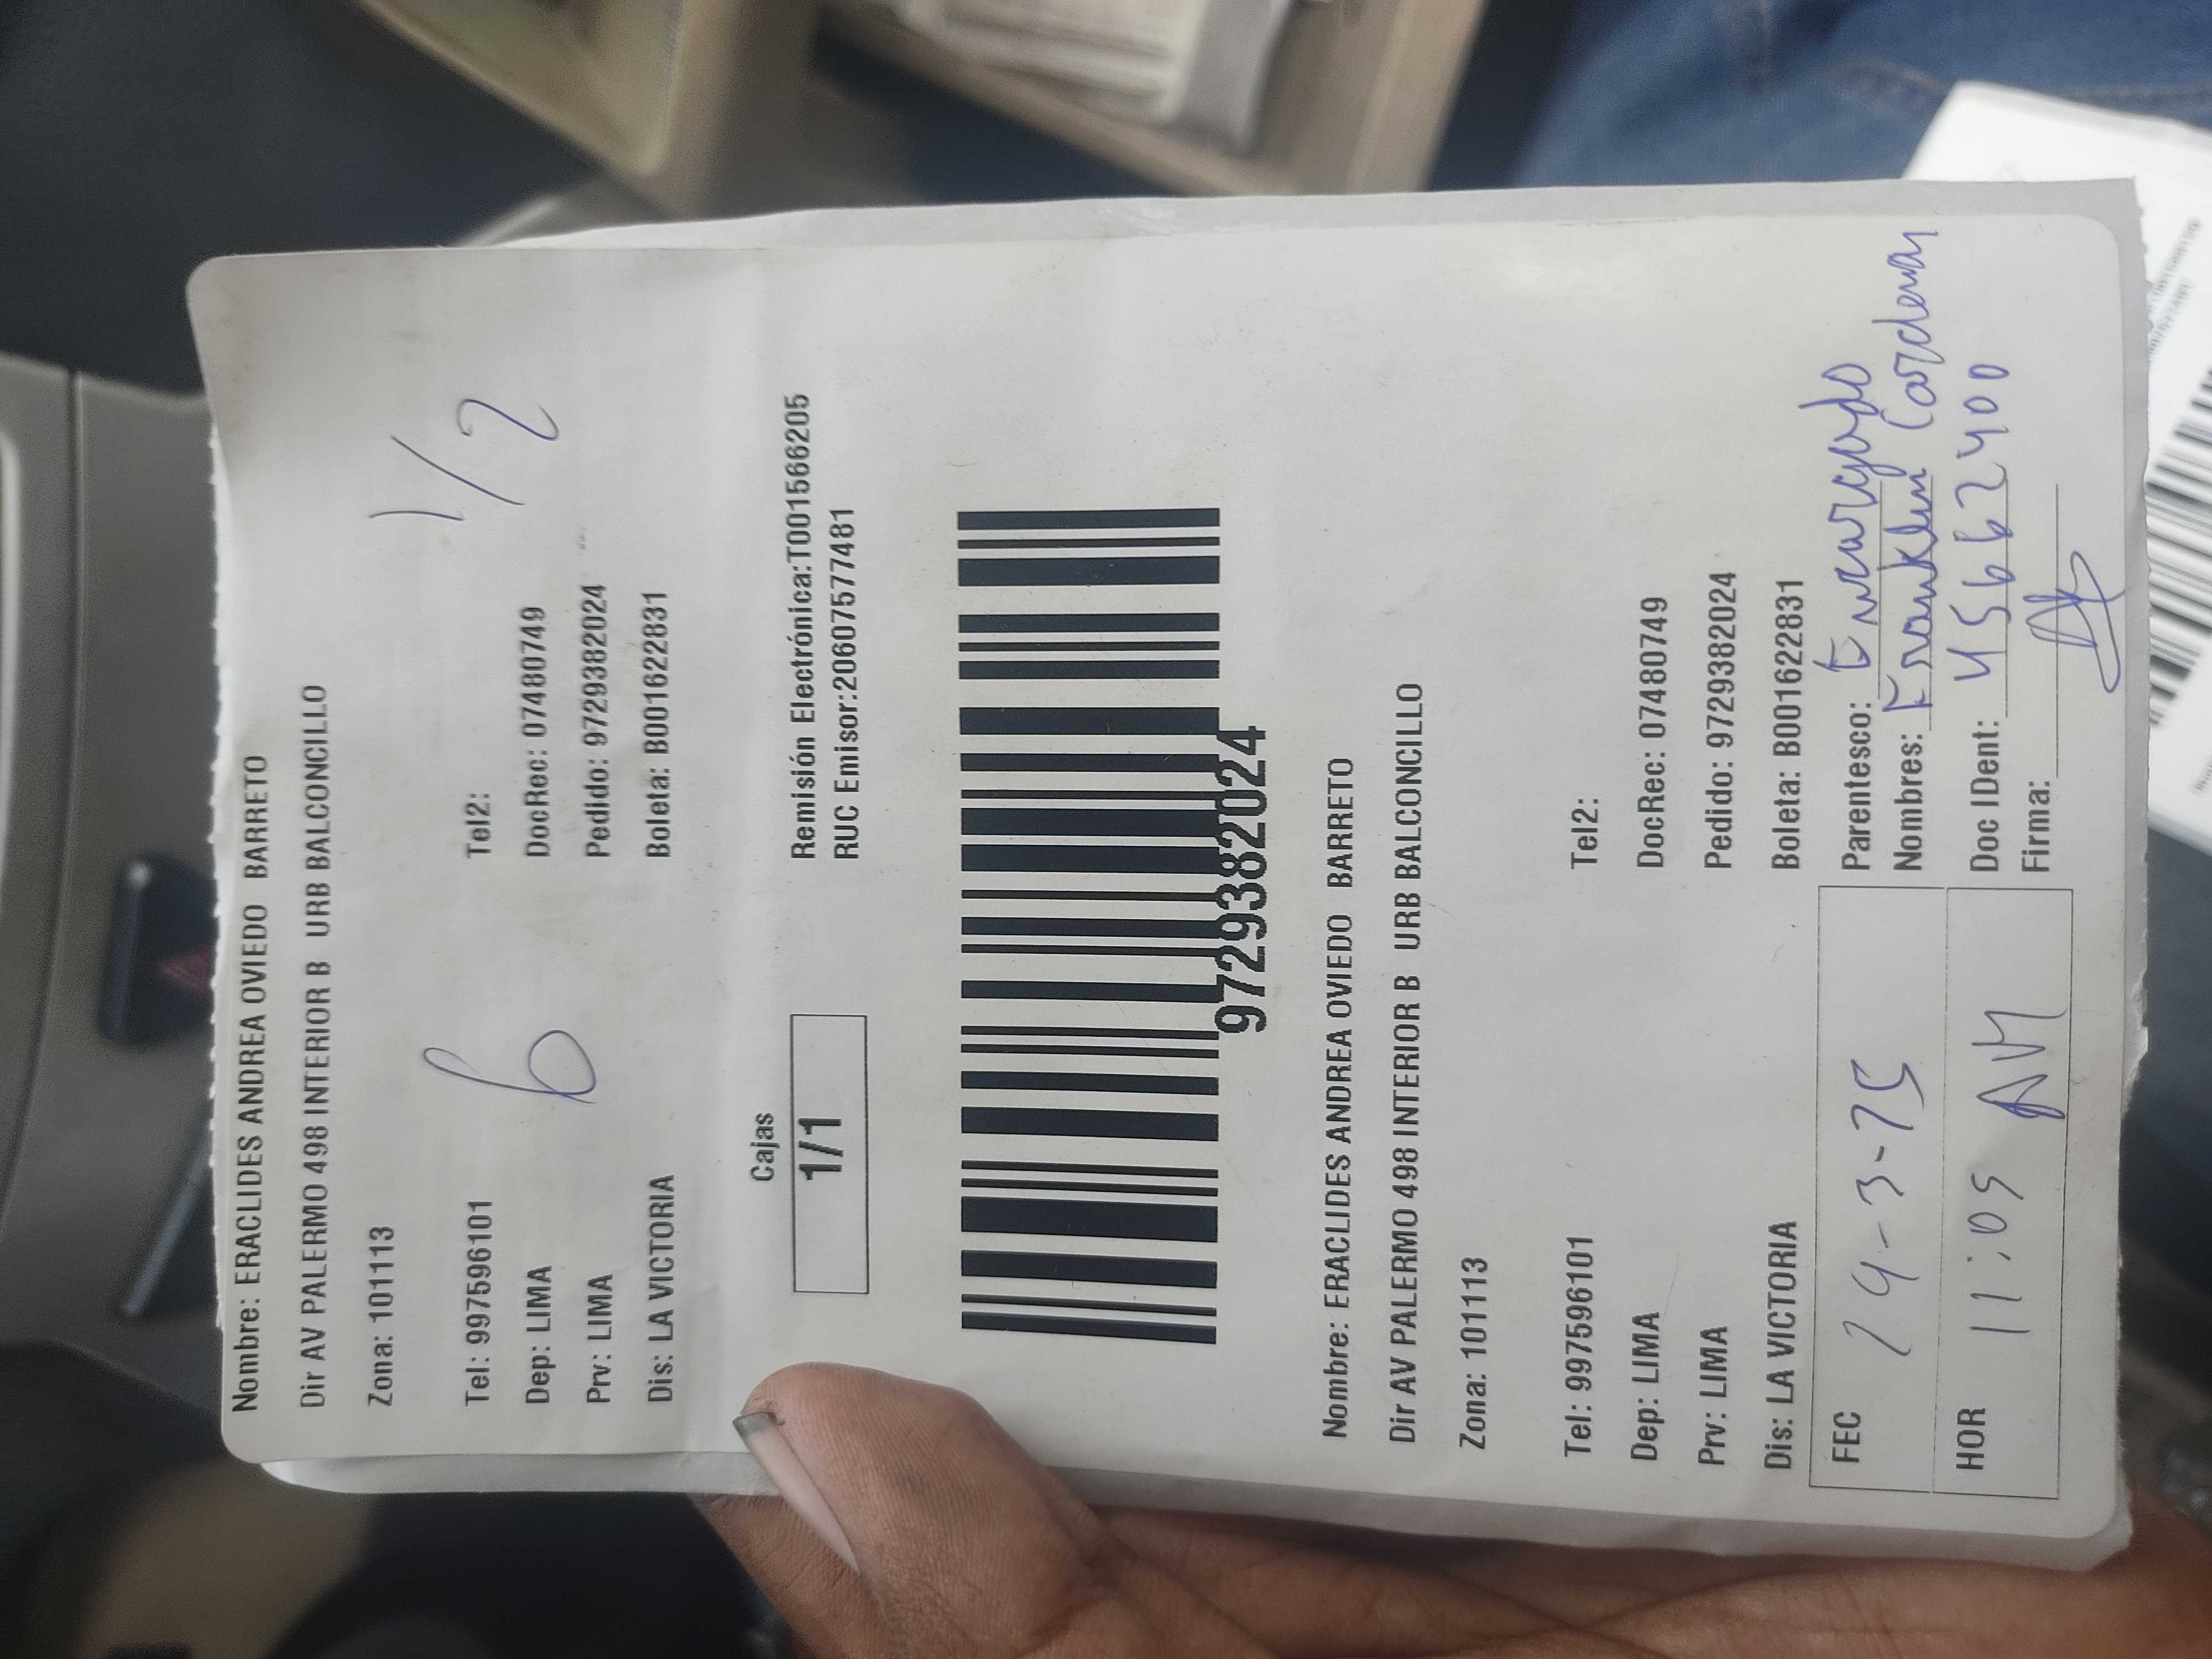 Nombre: ERACLIDES ANDREA OVIEDO BARRETO
Dir AV PALERMO 498 INTERIOR B URB BALCONCILLO
Zona: 101113
1/2
6
Tel: 997596101 Tel2:
Dep: LIMA DocRec: 07480749
Prv: LIMA Pedido: 9729382024
Dis: LA VICTORIA Boleta: B001622831
Cajas
1/1
Remisión Electrónica:T001566205
RUC Emisor:20607577481
9729382024
Nombre: ERACLIDES ANDREA OVIEDO BARRETO
Dir AV PALERMO 498 INTERIOR B URB BALCONCILLO
Zona: 101113
Tel: 997596101 Tel2:
Dep: LIMA DocRec: 07480749
Prv: LIMA Pedido: 9729382024
Dis: LA VICTORIA Boleta: B001622831
FEC 24-3-25 Parentesco: Encargado
Nombres: Franklin Cardenas
HOR 11:05 AM Doc IDent: 45662400
Firma: